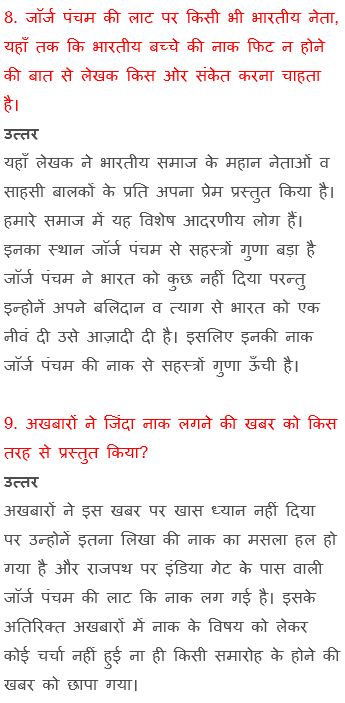 8. जॉर्ज पंचम की लाट पर किसी भी भारतीय नेता,
यहाँ तक कि भारतीय बच्चे की नाक फिट न होने
की बात से लेखक किस ओर संकेत करना चाहता
है।
उत्तर
यहाँ लेखक ने भारतीय समाज के महान नेताओं व
साहसी बालकों के प्रति अपना प्रेम प्रस्तुत किया है।
हमारे समाज में यह विशेष आदरणीय लोग हैं।
इनका स्थान जॉर्ज पंचम से सहस्त्रों गुणा बड़ा है
जॉर्ज पंचम ने भारत को कुछ नहीं दिया परन्तु
इन्होनें अपने बलिदान व त्याग से भारत को एक
नीवं दी उसे आज़ादी दी है। इसलिए इनकी नाक
जॉर्ज पंचम की नाक से सहस्त्रों गुणा ऊँची है।
9. अखबारों ने जिंदा नाक लगने की खबर को किस
तरह से प्रस्तुत किया?
उत्तर
अखबारों ने इस खबर पर खास ध्यान नहीं दिया
पर उन्होनें इतना लिखा की नाक का मसला हल हो
गया है और राजपथ पर इंडिया गेट के पास वाली
जॉर्ज पंचम की लाट कि नाक लग गई है। इसके
अतिरिक्त अखबारों में नाक के विषय को लेकर
कोई चर्चा नहीं हुई ना ही किसी समारोह के होने की
खबर को छापा गया।